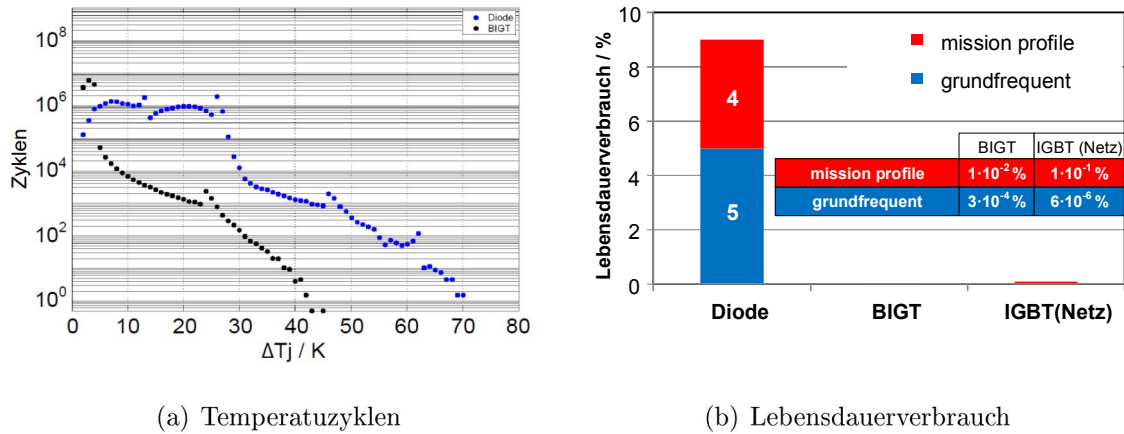 Diode
BIGT
10^8
10^6
10^4
10^2
10^0
Zyklen
0 10 20 30 40 50 60 70 80
ΔTj / K
(a) Temperatuzyklen
Lebensdauerverbrauch / %
10
8
6
4
2
0
mission profile
grundfrequent
4
5
BIGT IGBT (Netz)
mission profile 1·10^-2 % 1·10^-1 %
grundfrequent 3·10^-4 % 6·10^-6 %
Diode BIGT IGBT(Netz)
(b) Lebensdauerverbrauch